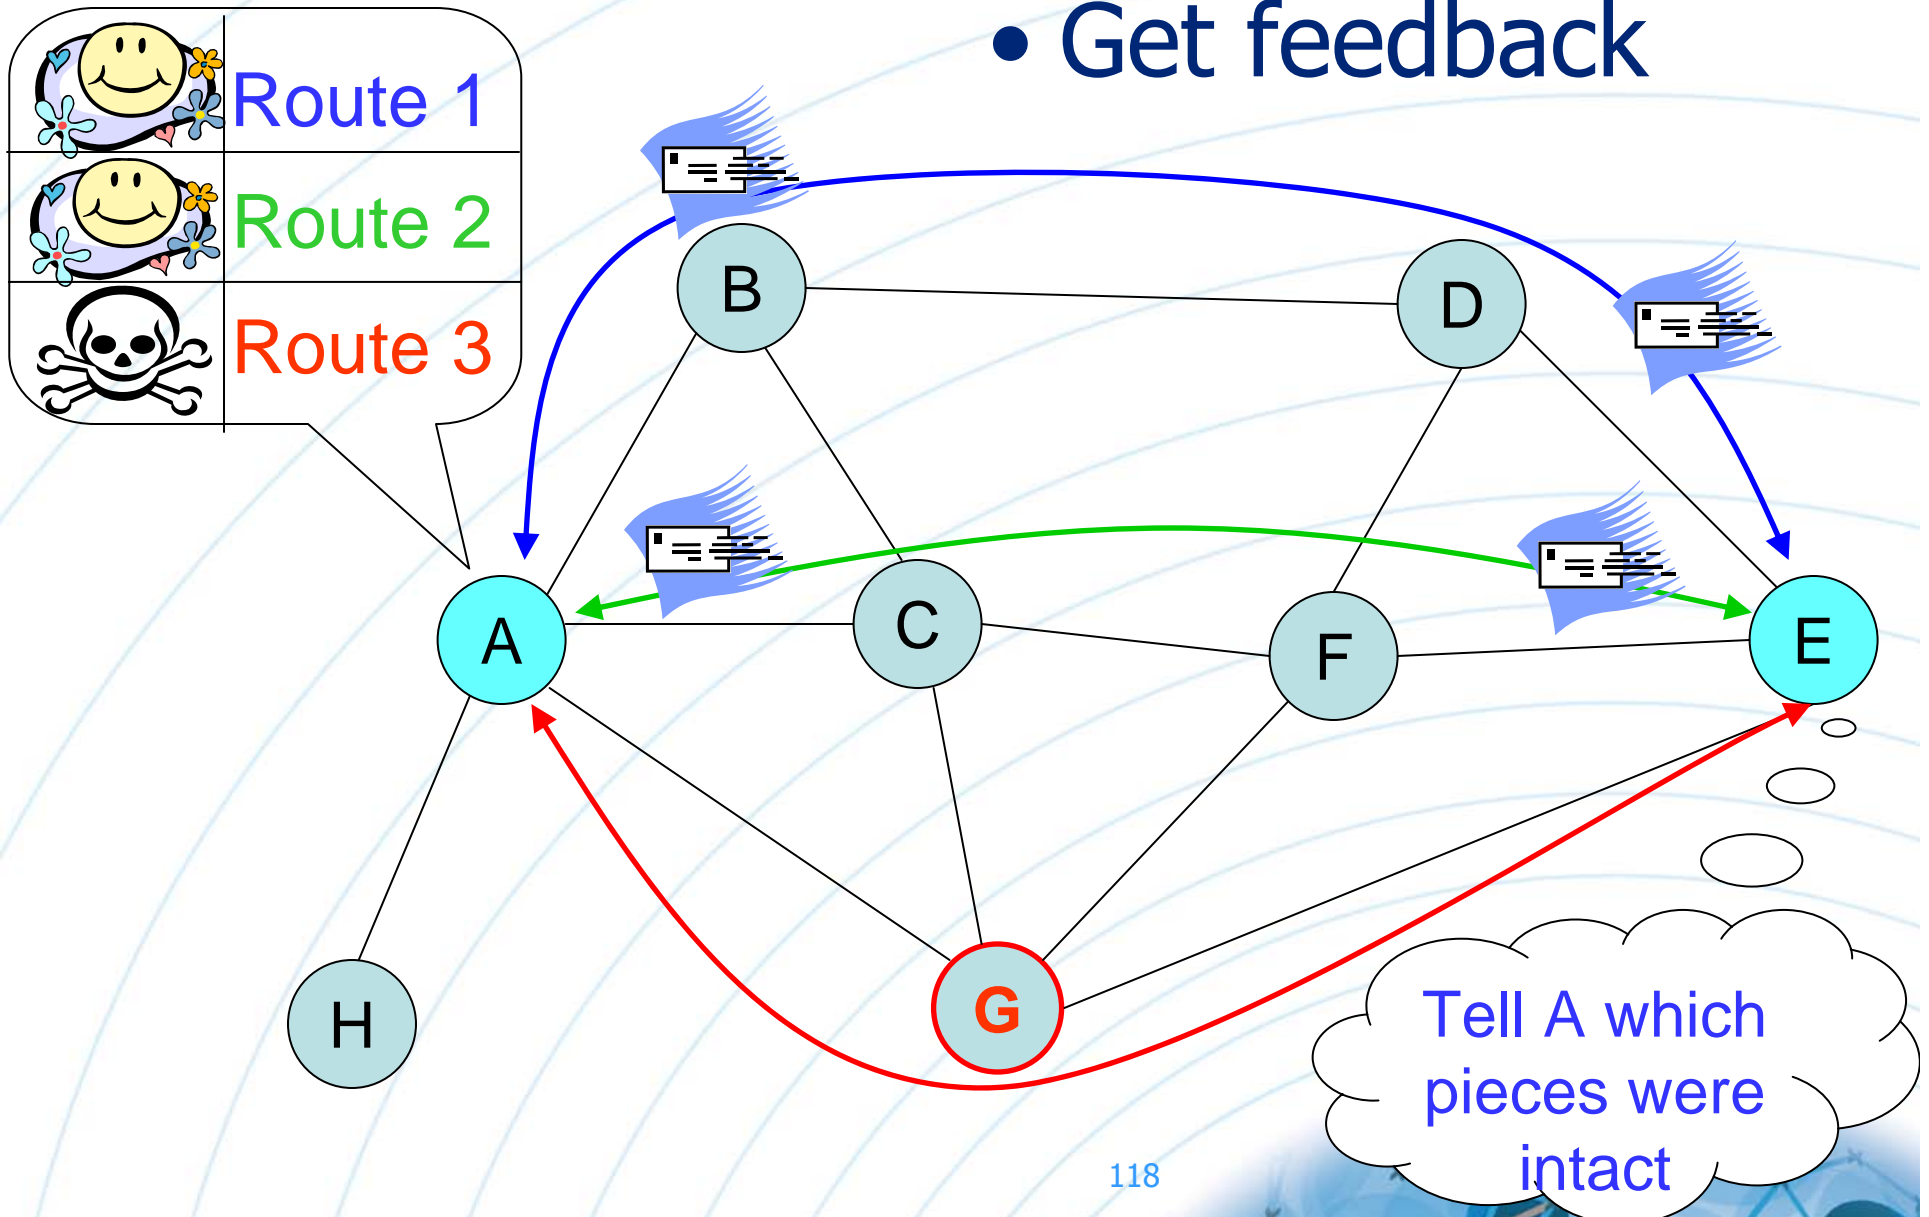 • Get feedback
Route 1
Route 2
Route 3
B
D
A
C
F
E
H
G
Tell A which
pieces were
intact
118